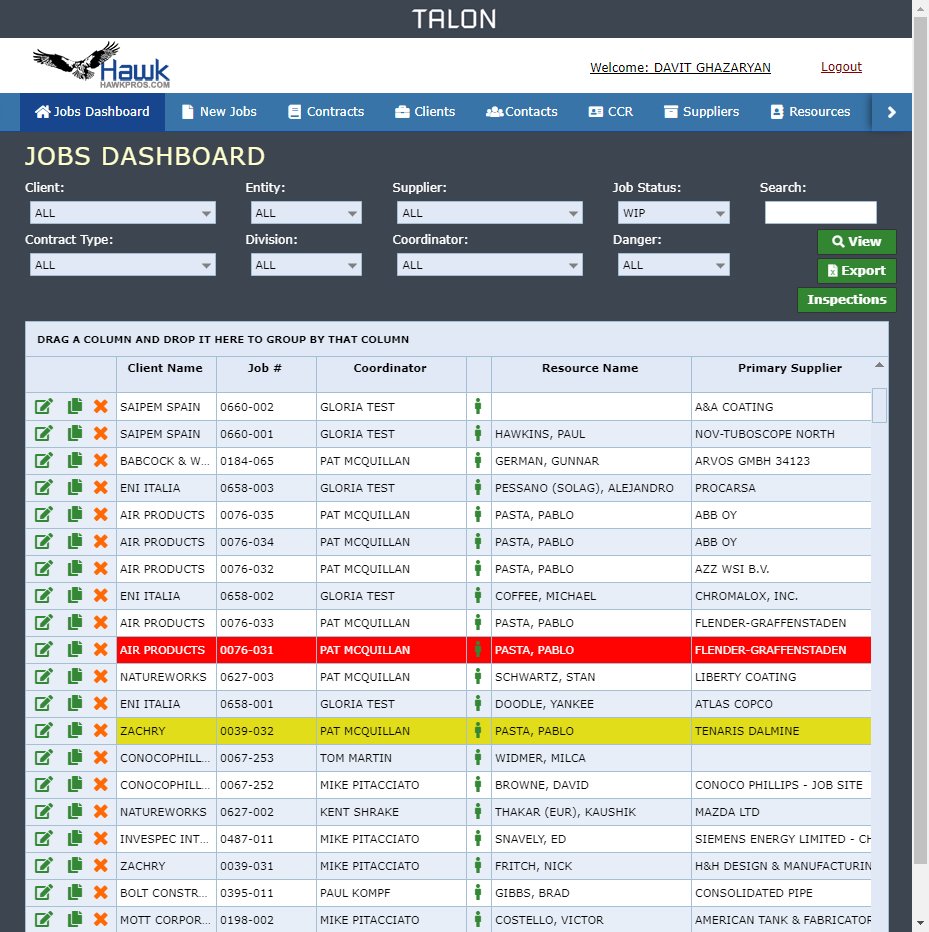 TALON
Hawk
HAWKPROS.COM
Welcome: DAVIT GHAZARYAN Logout
Jobs Dashboard New Jobs Contracts Clients Contacts CCR Suppliers Resources
JOBS DASHBOARD
Client: Entity: Supplier: Job Status: Search:
ALL ALL ALL WIP
Contract Type: Division: Coordinator: Danger:
View
ALL ALL ALL ALL
Export
Inspections
DRAG A COLUMN AND DROP IT HERE TO GROUP BY THAT COLUMN
Client Name Job # Coordinator Resource Name Primary Supplier
SAIPEM SPAIN 0660-002 GLORIA TEST A&A COATING
SAIPEM SPAIN 0660-001 GLORIA TEST HAWKINS, PAUL NOV-TUBOSCOPE NORTH
BABCOCK & W... 0184-065 PAT MCQUILLAN GERMAN, GUNNAR ARVOS GMBH 34123
ENI ITALIA 0658-003 GLORIA TEST PESSANO (SOLAG), ALEJANDRO PROCARSA
AIR PRODUCTS 0076-035 PAT MCQUILLAN PASTA, PABLO ABB OY
AIR PRODUCTS 0076-034 PAT MCQUILLAN PASTA, PABLO ABB OY
AIR PRODUCTS 0076-032 PAT MCQUILLAN PASTA, PABLO AZZ WSI B.V.
ENI ITALIA 0658-002 GLORIA TEST COFFEE, MICHAEL CHROMALOX, INC.
AIR PRODUCTS 0076-033 PAT MCQUILLAN PASTA, PABLO FLENDER-GRAFFENSTADEN
AIR PRODUCTS 0076-031 PAT MCQUILLAN PASTA, PABLO FLENDER-GRAFFENSTADEN
NATUREWORKS 0627-003 PAT MCQUILLAN SCHWARTZ, STAN LIBERTY COATING
ENI ITALIA 0658-001 GLORIA TEST DOODLE, YANKEE ATLAS COPCO
ZACHRY 0039-032 PAT MCQUILLAN PASTA, PABLO TENARIS DALMINE
CONOCOPHILL... 0067-253 TOM MARTIN WIDMER, MILCA
CONOCOPHILL... 0067-252 MIKE PITACCIATO BROWNE, DAVID CONOCO PHILLIPS - JOB SITE
NATUREWORKS 0627-002 KENT SHRAKE THAKAR (EUR), KAUSHIK MAZDA LTD
INVESPEC INT... 0487-011 MIKE PITACCIATO SNAVELY, ED SIEMENS ENERGY LIMITED - CH
ZACHRY 0039-031 MIKE PITACCIATO FRITCH, NICK H&H DESIGN & MANUFACTURIN
BOLT CONSTR... 0395-011 PAUL KOMPF GIBBS, BRAD CONSOLIDATED PIPE
MOTT CORPOR... 0198-002 MIKE PITACCIATO COSTELLO, VICTOR AMERICAN TANK & FABRICATOR